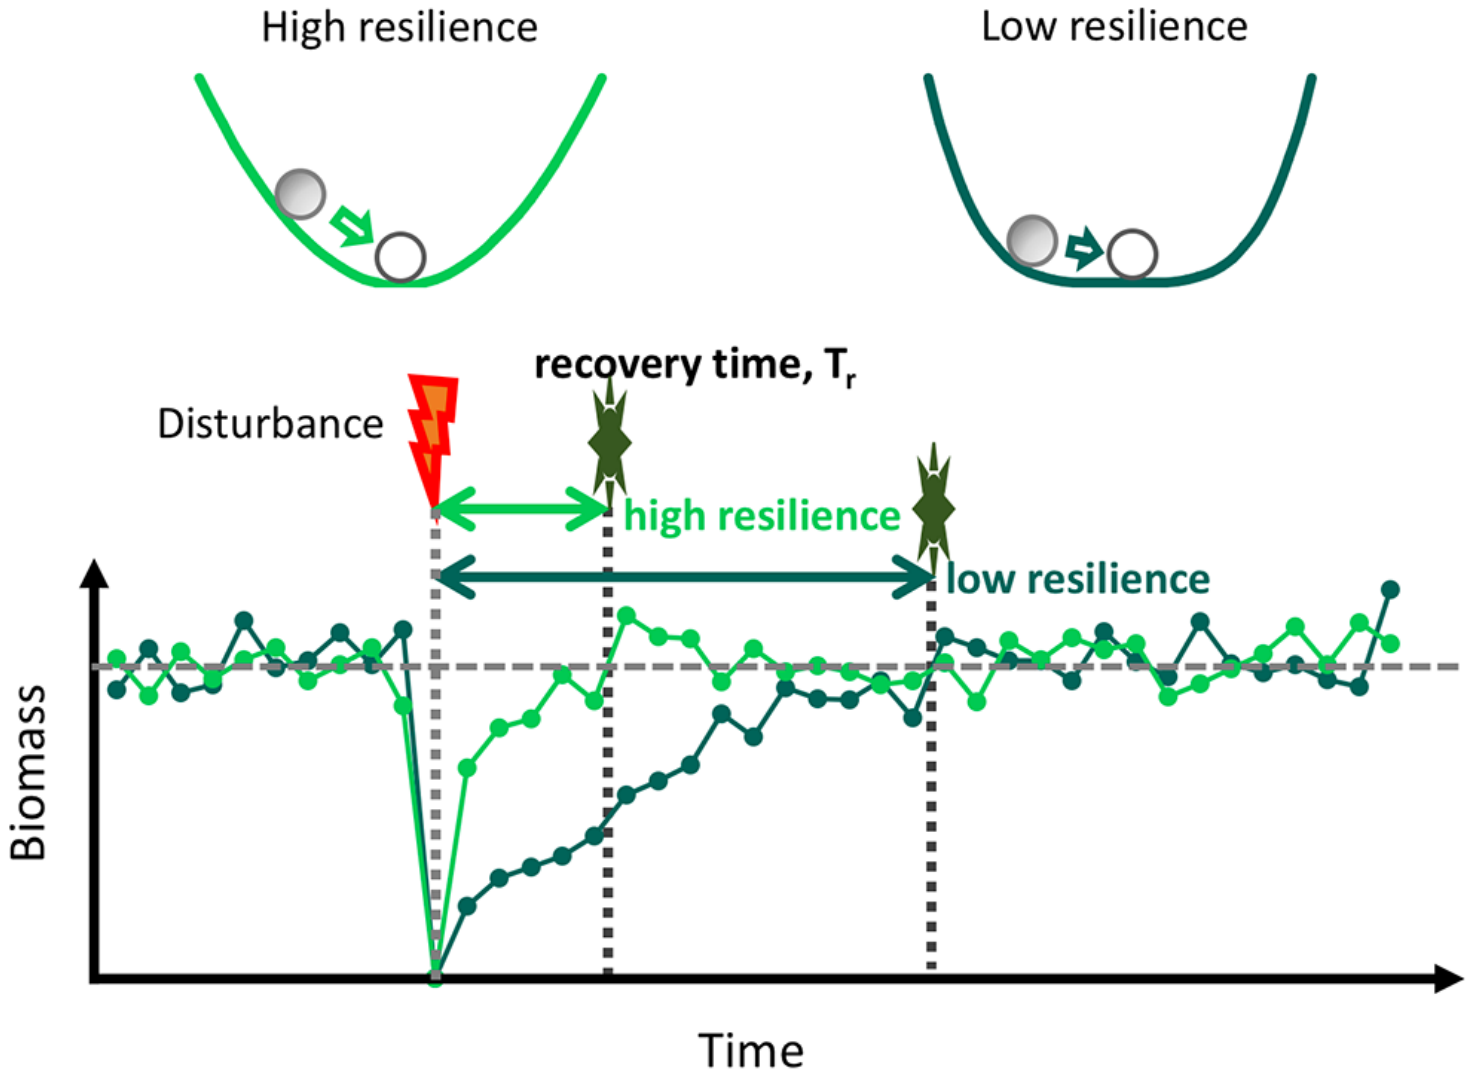 High resilience
Low resilience
recovery time, Tr
Disturbance
high resilience
low resilience
Biomass
Time